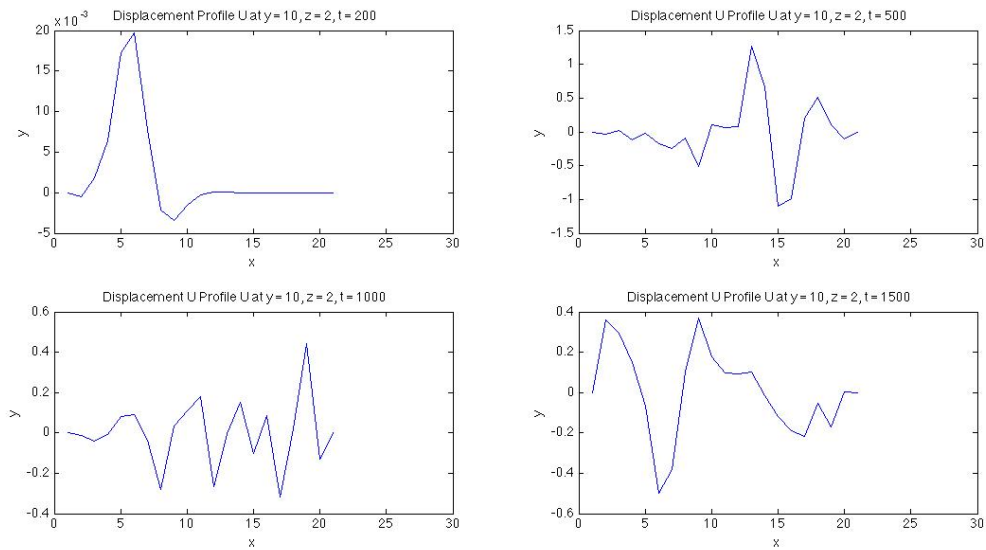 Displacement Profile U at y = 10, z = 2, t = 200
x 10^-3
20
15
10
5
0
-5
y
0 5 10 15 20 25 30
x
Displacement U Profile U at y = 10, z = 2, t = 500
1.5
1
0.5
0
-0.5
-1
-1.5
y
0 5 10 15 20 25 30
x
Displacement U Profile U at y = 10, z = 2, t = 1000
0.6
0.4
0.2
0
-0.2
-0.4
y
0 5 10 15 20 25 30
x
Displacement U Profile U at y = 10, z = 2, t = 1500
0.4
0.2
0
-0.2
-0.4
-0.6
y
0 5 10 15 20 25 30
x